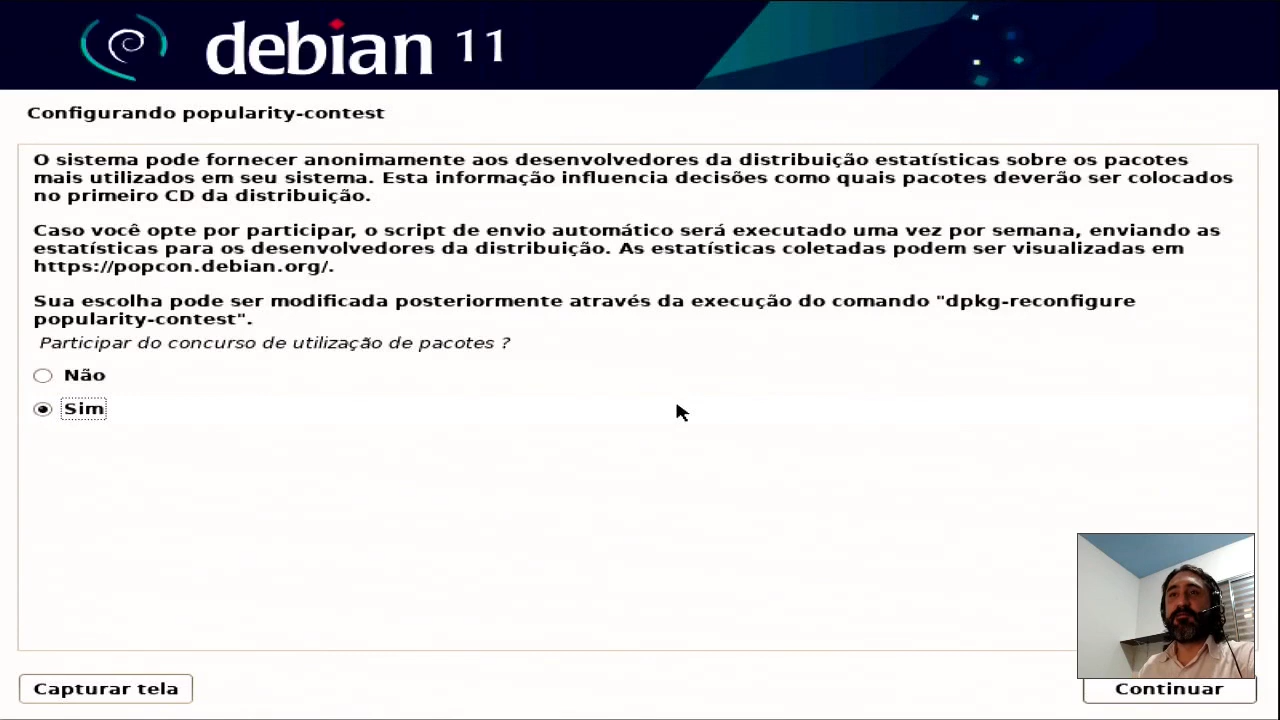 debian 11
Configurando popularity-contest
O sistema pode fornecer anonimamente aos desenvolvedores da distribuição estatísticas sobre os pacotes
mais utilizados em seu sistema. Esta informação influencia decisões como quais pacotes deverão ser colocados
no primeiro CD da distribuição.
Caso você opte por participar, o script de envio automático será executado uma vez por semana, enviando as
estatísticas para os desenvolvedores da distribuição. As estatísticas coletadas podem ser visualizadas em
https://popcon.debian.org/.
Sua escolha pode ser modificada posteriormente através da execução do comando "dpkg-reconfigure
popularity-contest".
Participar do concurso de utilização de pacotes ?
Não
Sim
Capturar tela
Continuar